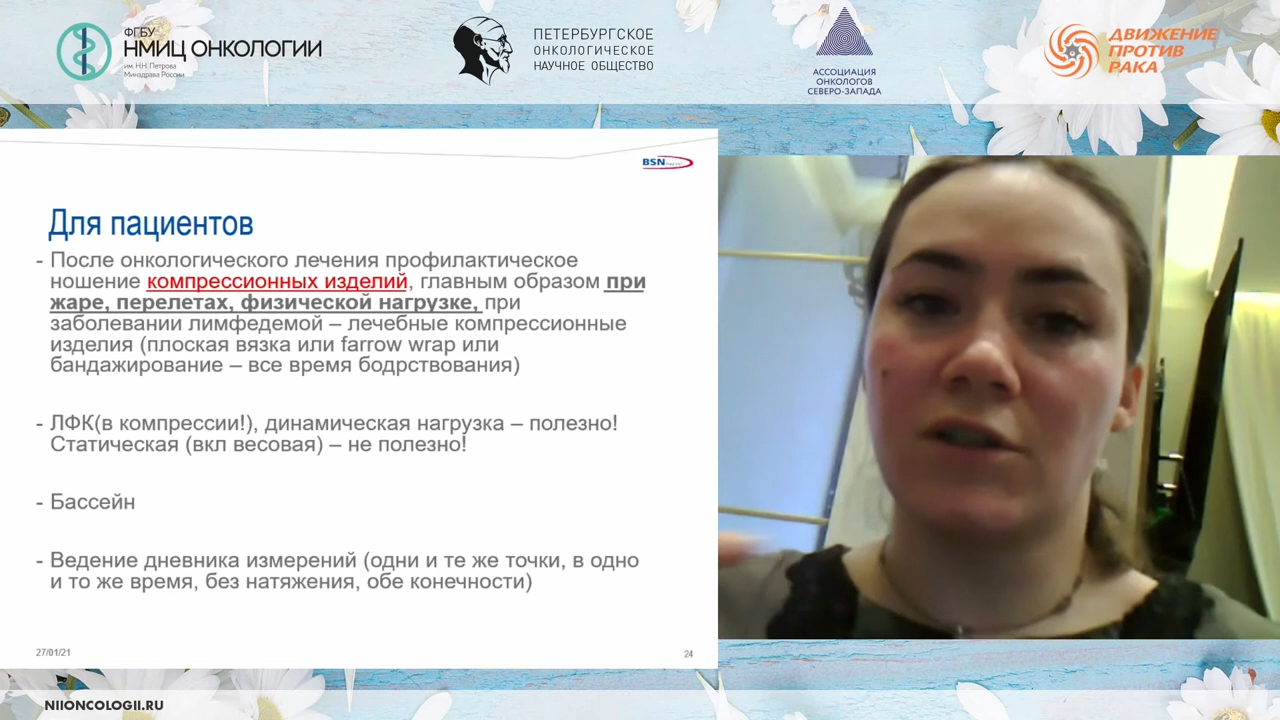 ФГБУ
НМИЦ ОНКОЛОГИИ
им. Н.Н. Петрова
Минздрава России
ПЕТЕРБУРГСКОЕ
ОНКОЛОГИЧЕСКОЕ
НАУЧНОЕ ОБЩЕСТВО
АССОЦИАЦИЯ
ОНКОЛОГОВ
СЕВЕРО-ЗАПАДА
ДВИЖЕНИЕ
ПРОТИВ
РАКА
BSN
Для пациентов
- После онкологического лечения профилактическое
ношение компрессионных изделий, главным образом при
жаре, перелетах, физической нагрузке, при
заболевании лимфедемой – лечебные компрессионные
изделия (плоская вязка или farrow wrap или
бандажирование – все время бодрствования)
- ЛФК(в компрессии!), динамическая нагрузка – полезно!
Статическая (вкл весовая) – не полезно!
- Бассейн
- Ведение дневника измерений (одни и те же точки, в одно
и то же время, без натяжения, обе конечности)
27/01/21
24
NIIONCOLOGII.RU